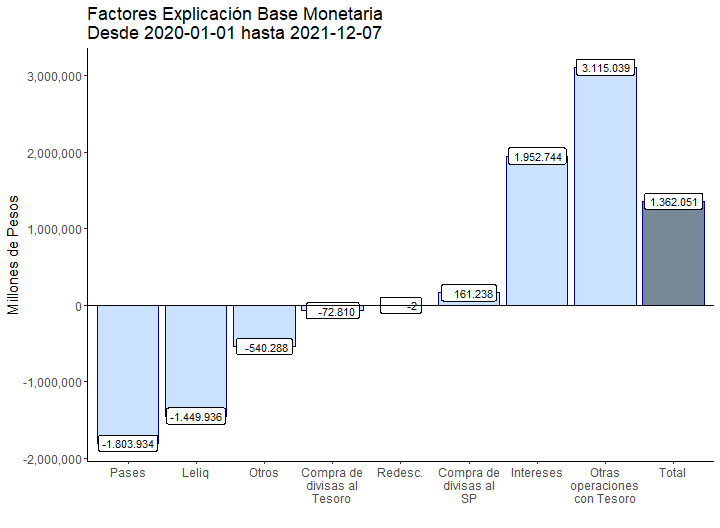 Factores Explicación Base Monetaria
Desde 2020-01-01 hasta 2021-12-07
Millones de Pesos
3,000,000
2,000,000
1,000,000
0
-1,000,000
-2,000,000
-1.803.934
-1.449.936
-540.288
-72.810
-2
161.238
1.952.744
3.115.039
1.362.051
Pases
Leliq
Otros
Compra de
divisas al
Tesoro
Redesc.
Compra de
divisas al
SP
Intereses
Otras
operaciones
con Tesoro
Total